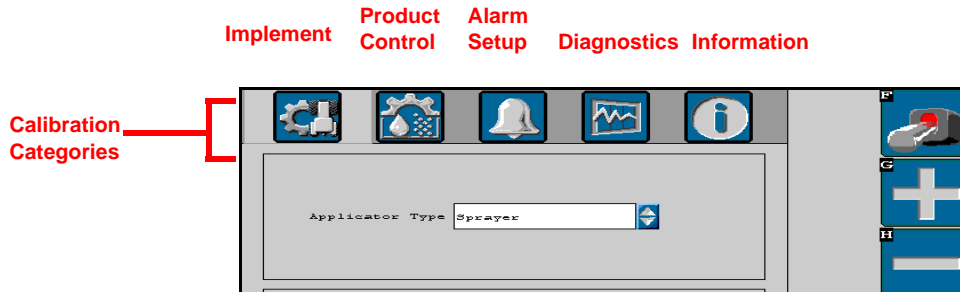 Implement
Product
Control
Alarm
Setup
Diagnostics
Information
Calibration
Categories
F
G
H
Applicator Type Sprayer